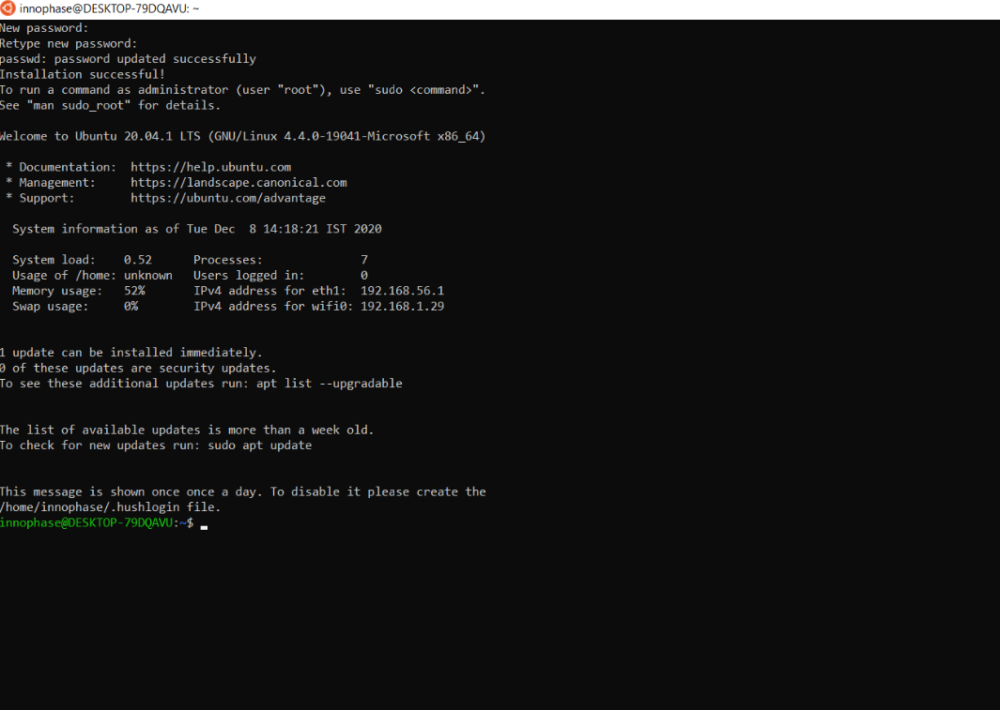 innophase@DESKTOP-79DQAVU: ~
New password:
Retype new password:
passwd: password updated successfully
Installation successful!
To run a command as administrator (user "root"), use "sudo <command>".
See "man sudo_root" for details.
Welcome to Ubuntu 20.04.1 LTS (GNU/Linux 4.4.0-19041-Microsoft x86_64)
* Documentation:  https://help.ubuntu.com
* Management:     https://landscape.canonical.com
* Support:        https://ubuntu.com/advantage
System information as of Tue Dec  8 14:18:21 IST 2020
System load:    0.52      Processes:              7
Usage of /home: unknown   Users logged in:        0
Memory usage:   52%       IPv4 address for eth1:  192.168.56.1
Swap usage:     0%        IPv4 address for wifi0: 192.168.1.29
1 update can be installed immediately.
0 of these updates are security updates.
To see these additional updates run: apt list --upgradable
The list of available updates is more than a week old.
To check for new updates run: sudo apt update
This message is shown once once a day. To disable it please create the
/home/innophase/.hushlogin file.
innophase@DESKTOP-79DQAVU:~$